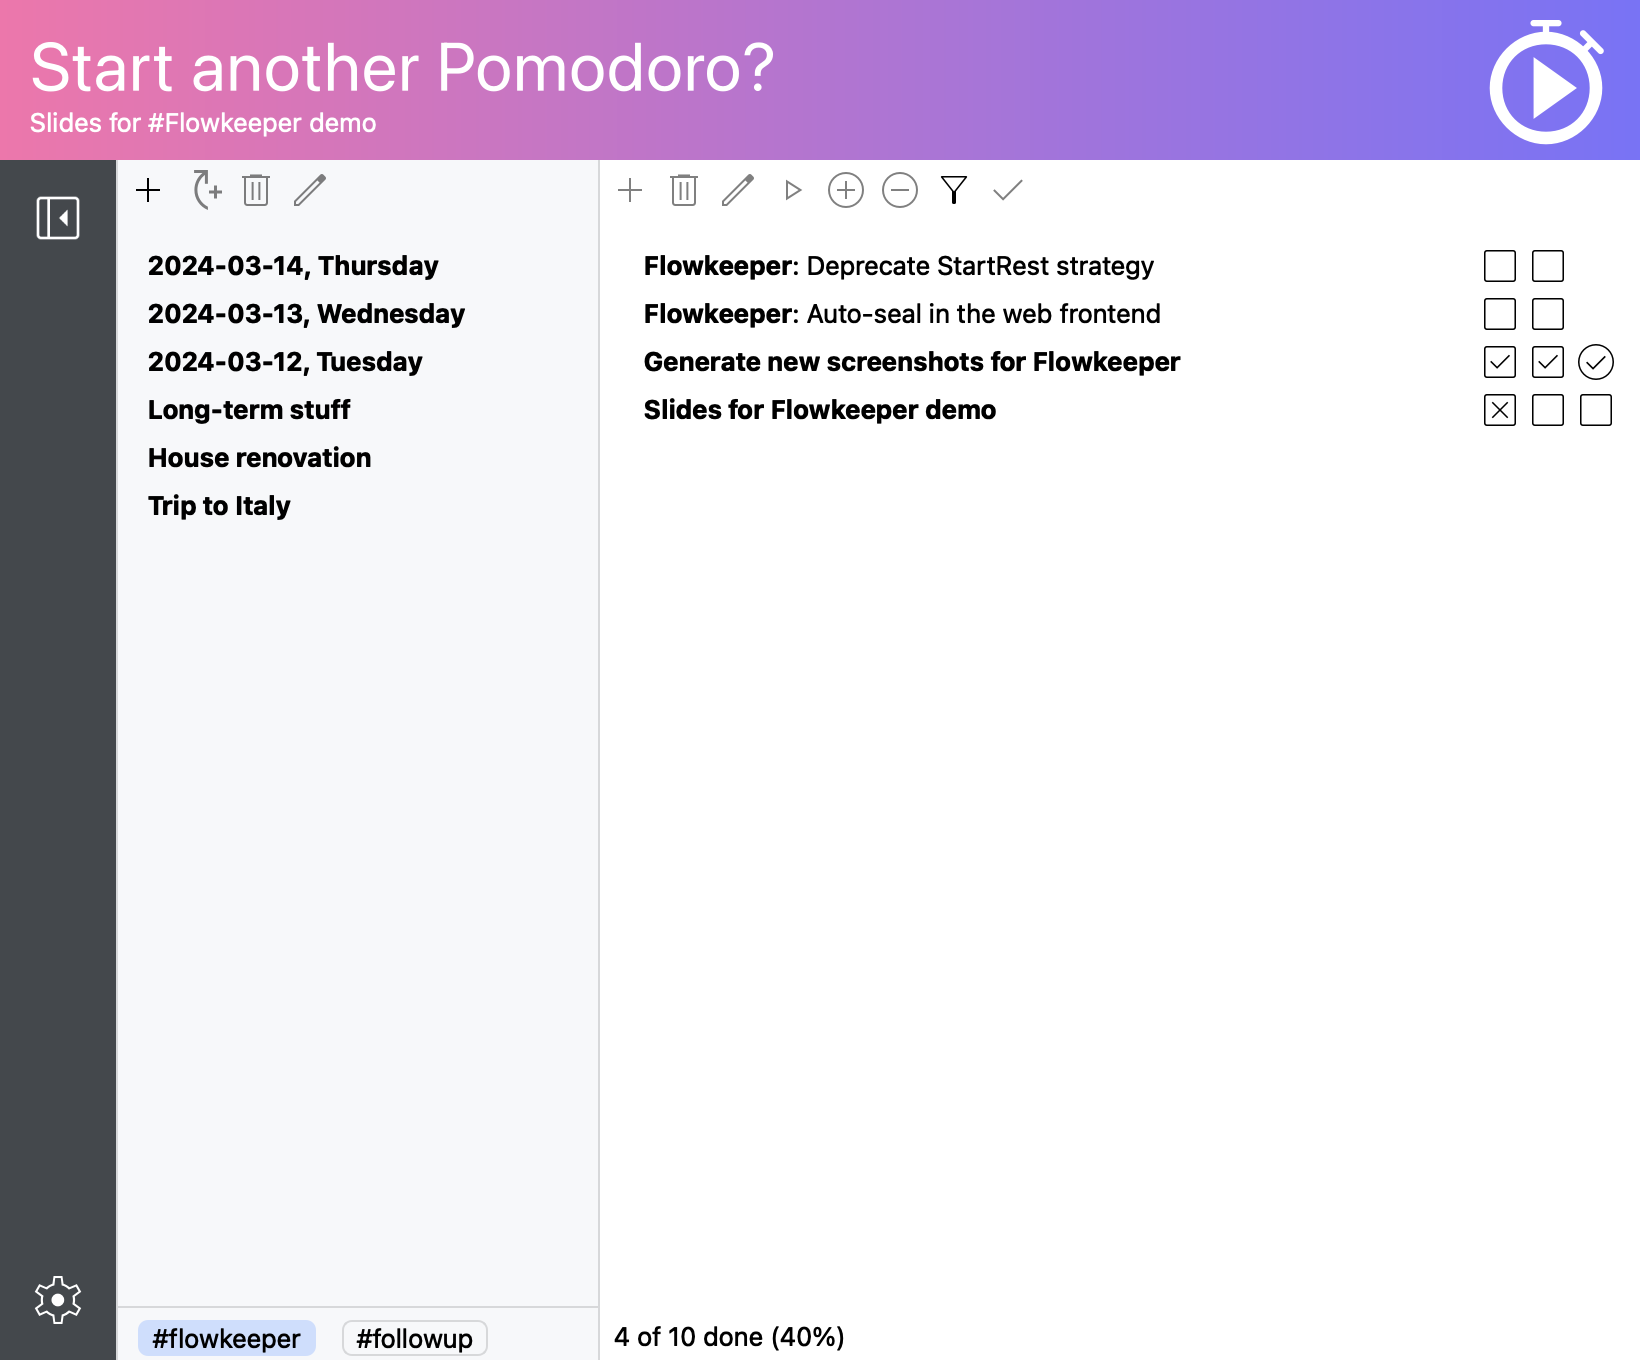 Start another Pomodoro?
Slides for #Flowkeeper demo
2024-03-14, Thursday
2024-03-13, Wednesday
2024-03-12, Tuesday
Long-term stuff
House renovation
Trip to Italy
Flowkeeper: Deprecate StartRest strategy
Flowkeeper: Auto-seal in the web frontend
Generate new screenshots for Flowkeeper
Slides for Flowkeeper demo
#flowkeeper #followup
4 of 10 done (40%)